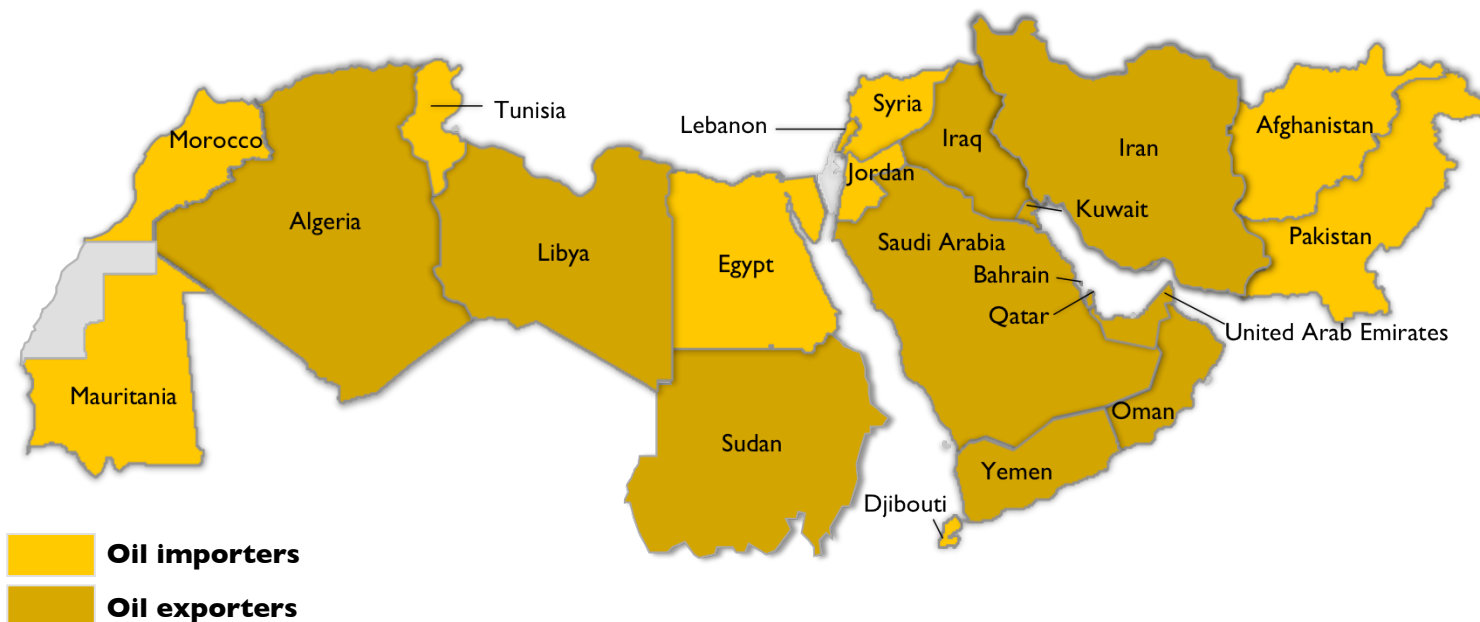 Syria
Tunisia
Lebanon
Afghanistan
Morocco
Iraq
Iran
Jordan
Kuwait
Algeria
Saudi Arabia
Pakistan
Libya
Egypt
Bahrain
Qatar
United Arab Emirates
Mauritania
Oman
Sudan
Yemen
Djibouti
Oil importers
Oil exporters